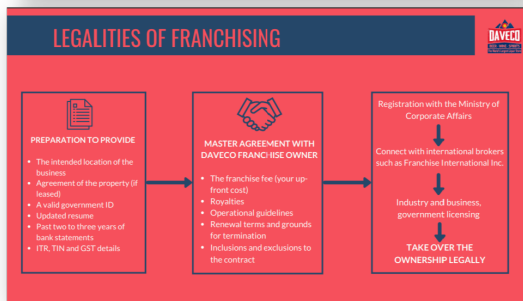 LEGALITIES OF FRANCHISING
DAVECO
PREPARATION TO PROVIDE
• The intended location of the
business
• Agreement of the property (if
leased)
• A valid government ID
• Updated resume
• Past two to three years of
bank statements
• ITR, TIN and GST details
MASTER AGREEMENT WITH
DAVECO FRANCHISE OWNER
• The franchise fee (your up-
front cost)
• Royalties
• Operational guidelines
• Renewal terms and grounds
for termination
• Inclusions and exclusions to
the contract
Registration with the Ministry of
Corporate Affairs
Connect with international brokers
such as Franchise International Inc.
Industry and business,
government licensing
TAKE OVER THE
OWNERSHIP LEGALLY